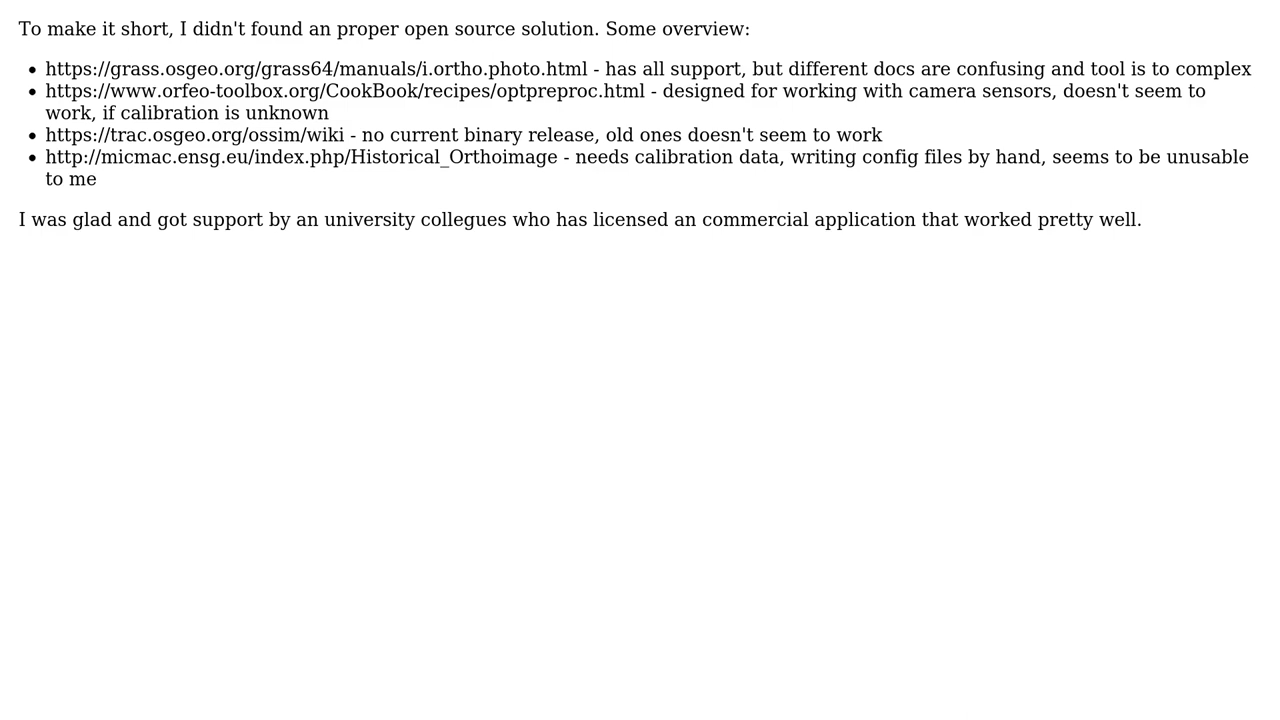 To make it short, I didn't found an proper open source solution. Some overview:
• https://grass.osgeo.org/grass64/manuals/i.ortho.photo.html - has all support, but different docs are confusing and tool is to complex
• https://www.orfeo-toolbox.org/CookBook/recipes/optpreproc.html - designed for working with camera sensors, doesn't seem to
work, if calibration is unknown
• https://trac.osgeo.org/ossim/wiki - no current binary release, old ones doesn't seem to work
• http://micmac.ensg.eu/index.php/Historical_Orthoimage - needs calibration data, writing config files by hand, seems to be unusable
to me
I was glad and got support by an university collegues who has licensed an commercial application that worked pretty well.